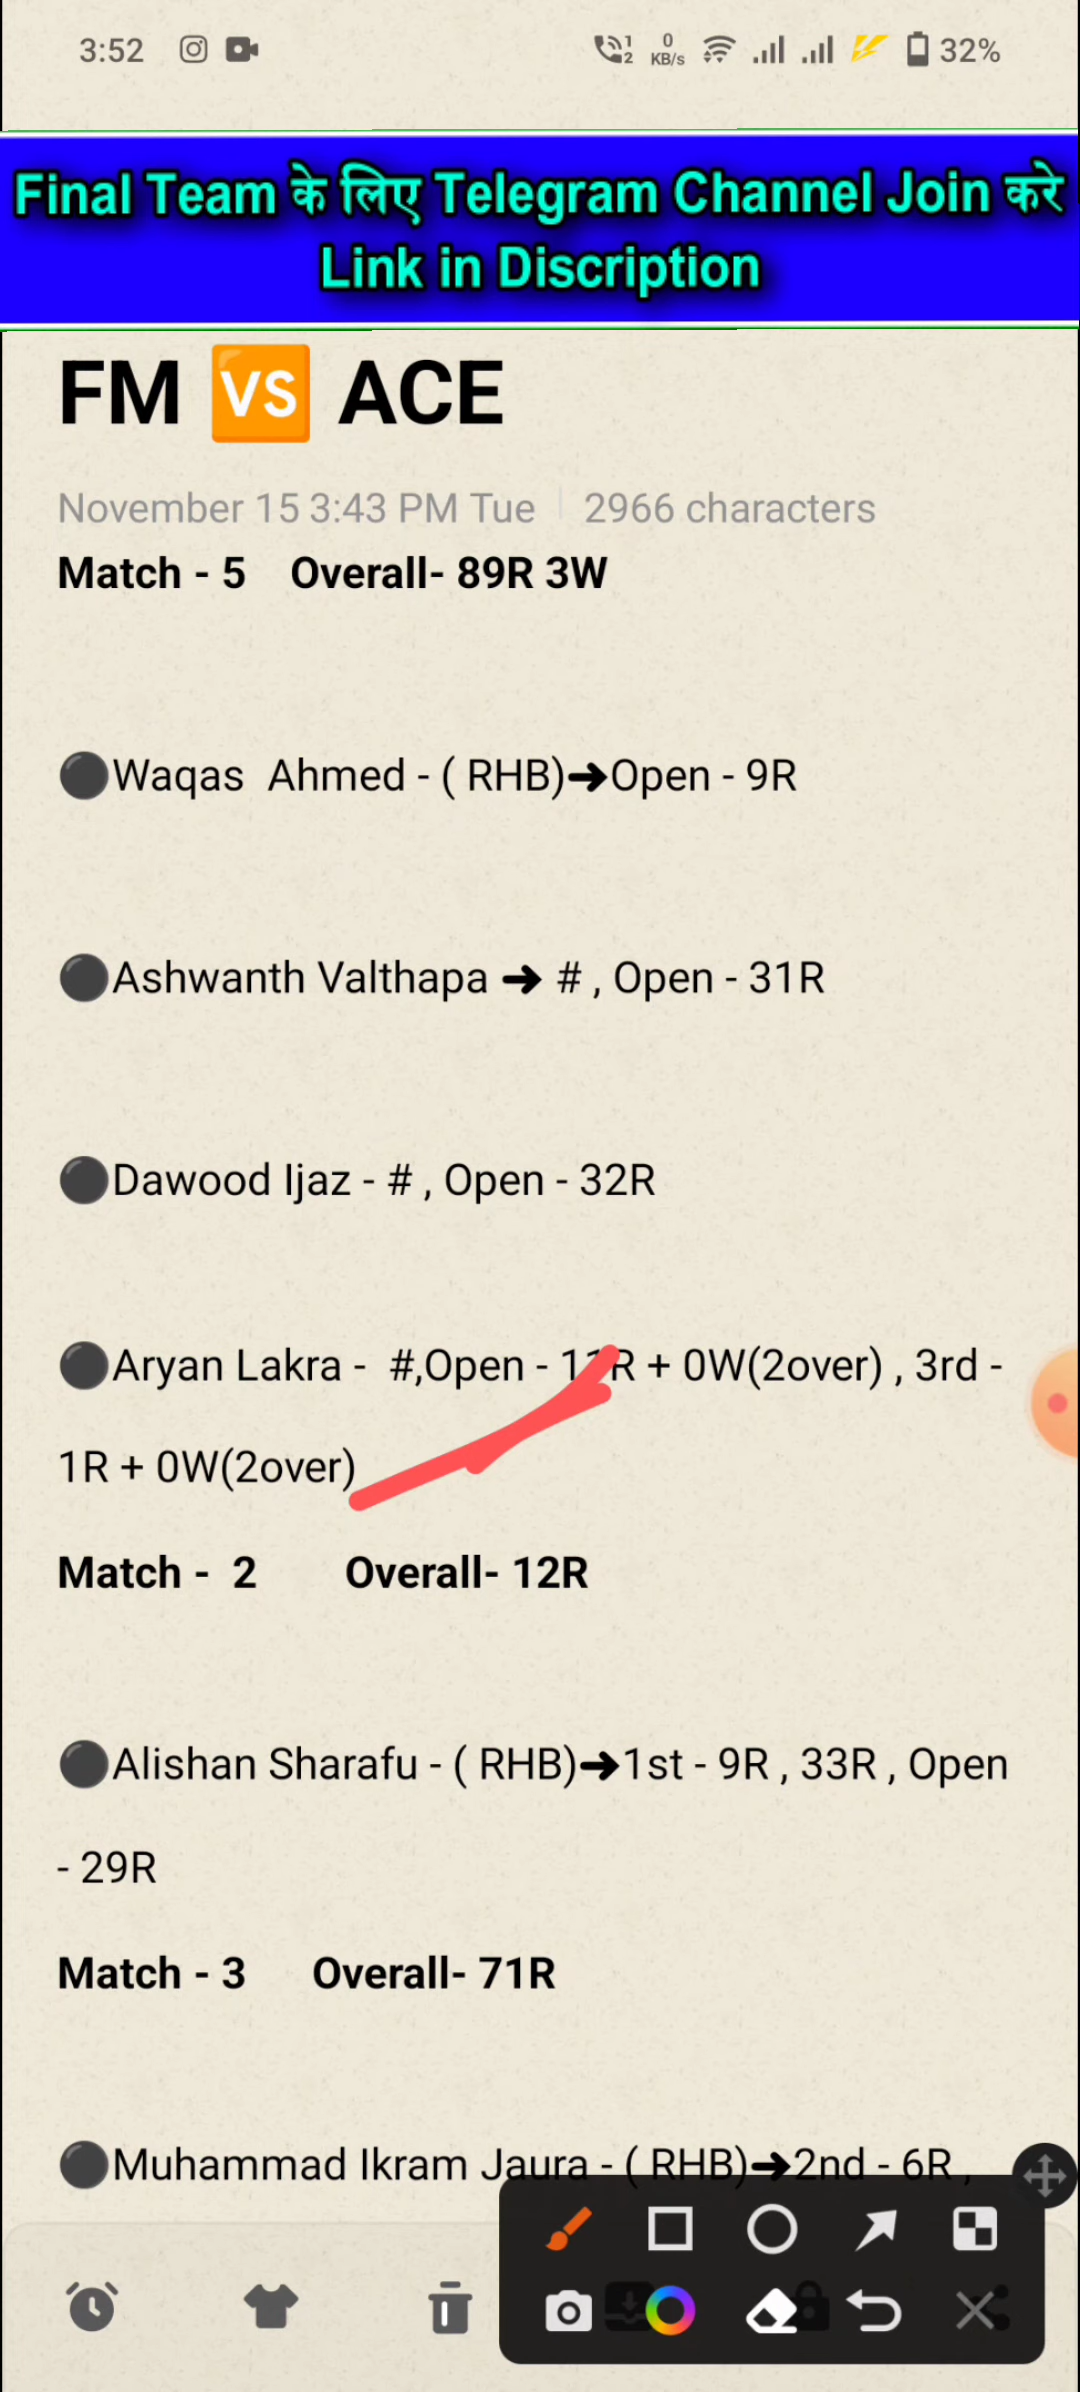 3:52
1 2 0 KB/s 32%
Final Team के लिए Telegram Channel Join करे
Link in Discription
FM VS ACE
November 15 3:43 PM Tue 2966 characters
Match - 5 Overall- 89R 3W
Waqas Ahmed - ( RHB)➔Open - 9R
Ashwanth Valthapa ➔ # , Open - 31R
Dawood Ijaz - # , Open - 32R
Aryan Lakra - #,Open - 11R + 0W(2over) , 3rd -
1R + 0W(2over)
Match - 2 Overall- 12R
Alishan Sharafu - ( RHB)➔1st - 9R , 33R , Open
- 29R
Match - 3 Overall- 71R
Muhammad Ikram Jaura - ( RHB)➔2nd - 6R ,